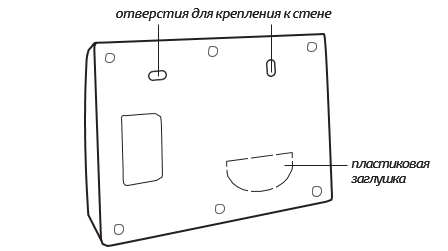 отверстия для крепления к стене
пластиковая
заглушка